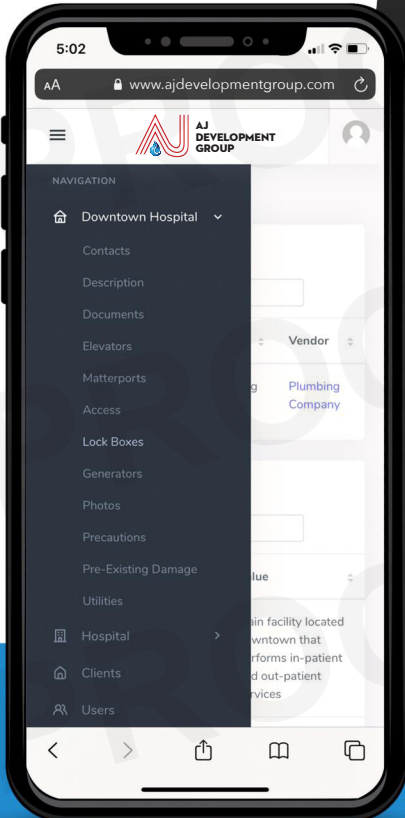 5:02
AA www.ajdevelopmentgroup.com
AJ
DEVELOPMENT
GROUP
NAVIGATION
Downtown Hospital
Contacts
Description
Documents
Elevators
Vendor
Matterports
g Plumbing
Company
Access
Lock Boxes
Generators
Photos
Precautions
Pre-Existing Damage
lue
Utilities
ain facility located
Hospital
wntown that
rforms in-patient
Clients
d out-patient
rvices
Users